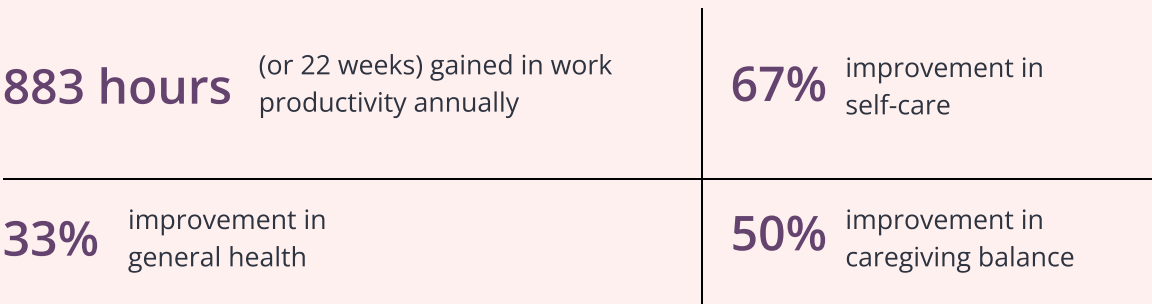 883 hours
(or 22 weeks) gained in work
productivity annually
67%
improvement in
self-care
33%
improvement in
general health
50%
improvement in
caregiving balance